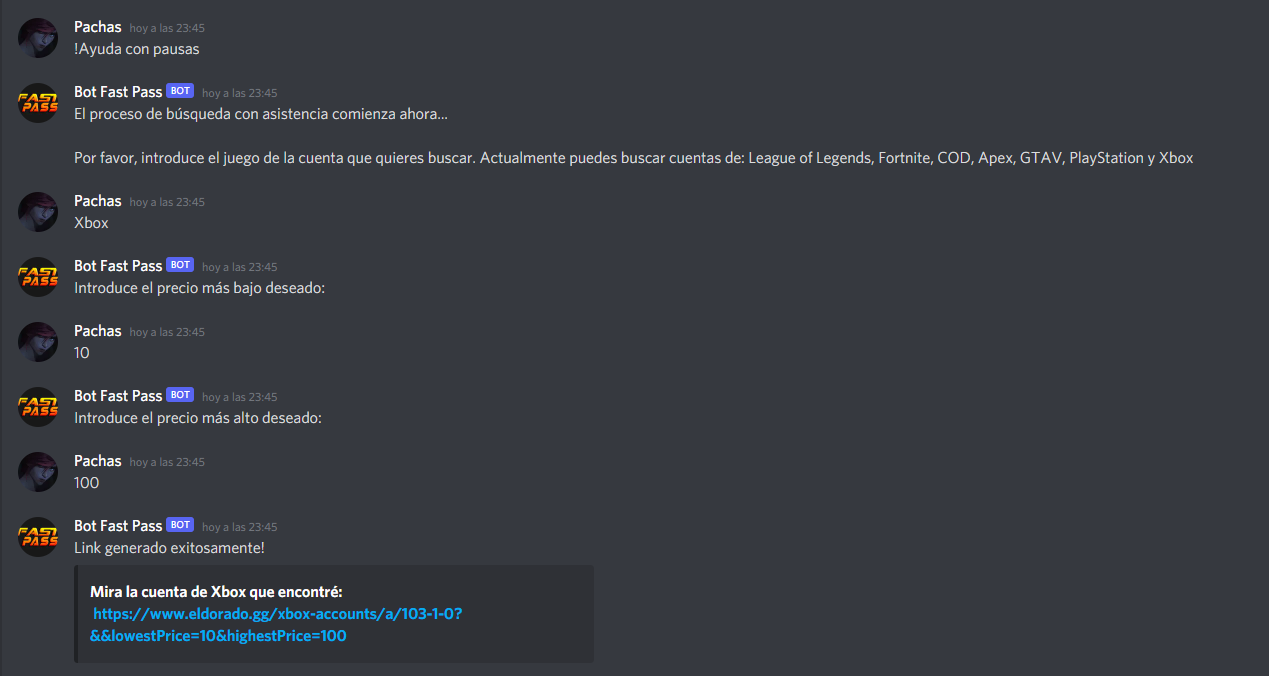 Pachas hoy a las 23:45
!Ayuda con pausas
FAST PASS
Bot Fast Pass BOT hoy a las 23:45
El proceso de búsqueda con asistencia comienza ahora...
Por favor, introduce el juego de la cuenta que quieres buscar. Actualmente puedes buscar cuentas de: League of Legends, Fortnite, COD, Apex, GTAV, PlayStation y Xbox
Pachas hoy a las 23:45
Xbox
FAST PASS
Bot Fast Pass BOT hoy a las 23:45
Introduce el precio más bajo deseado:
Pachas hoy a las 23:45
10
FAST PASS
Bot Fast Pass BOT hoy a las 23:45
Introduce el precio más alto deseado:
Pachas hoy a las 23:45
100
FAST PASS
Bot Fast Pass BOT hoy a las 23:45
Link generado exitosamente!
Mira la cuenta de Xbox que encontré:
https://www.eldorado.gg/xbox-accounts/a/103-1-0?
&&lowestPrice=10&highestPrice=100